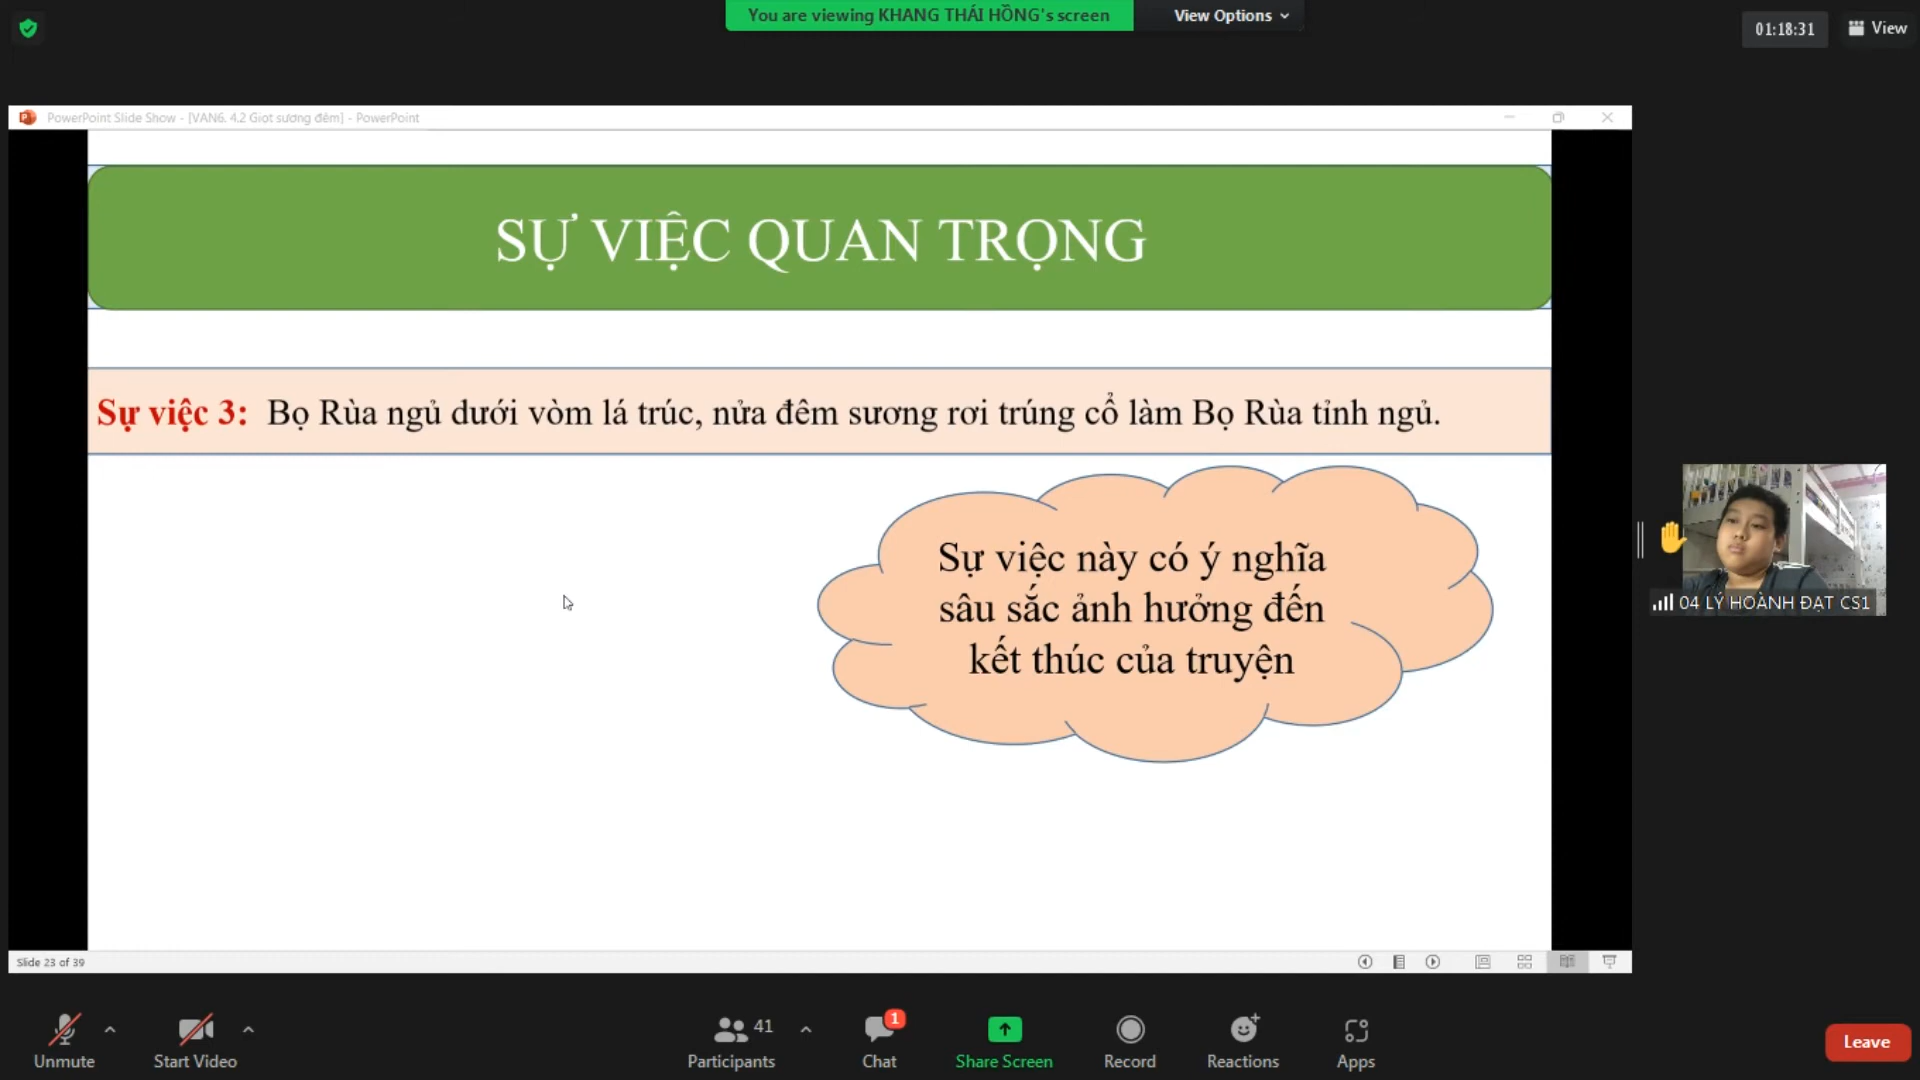 You are viewing KHANG THÁI HỒNG's screen
View Options
01:18:31
View
PowerPoint Slide Show - [VAN6. 4.2 Giọt sương đêm] - PowerPoint
SỰ VIỆC QUAN TRỌNG
Sự việc 3: Bọ Rùa ngủ dưới vòm lá trúc, nửa đêm sương rơi trúng cổ làm Bọ Rùa tỉnh ngủ.
Sự việc này có ý nghĩa
sâu sắc ảnh hưởng đến
kết thúc của truyện
04 LÝ HOÀNH ĐẠT CS1
Slide 23 of 39
Unmute
Start Video
41
Participants
1
Chat
Share Screen
Record
Reactions
Apps
Leave